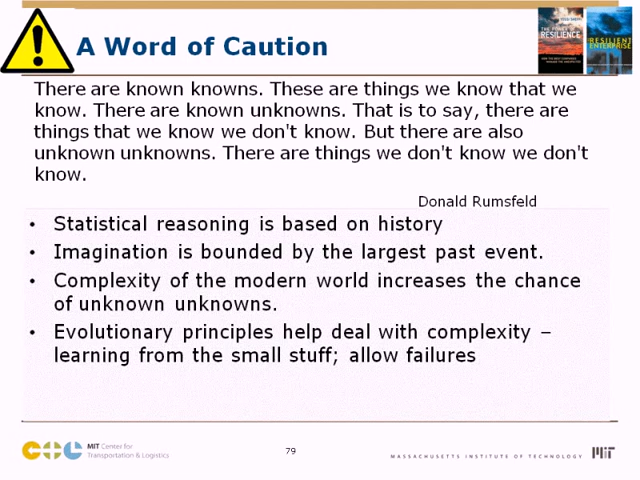 A Word of Caution
THE POWER OF
RESILIENCE
RESILIENT
ENTERPRISE
There are known knowns. These are things we know that we
know. There are known unknowns. That is to say, there are
things that we know we don't know. But there are also
unknown unknowns. There are things we don't know we don't
know.
Donald Rumsfeld
• Statistical reasoning is based on history
• Imagination is bounded by the largest past event.
• Complexity of the modern world increases the chance
of unknown unknowns.
• Evolutionary principles help deal with complexity –
learning from the small stuff; allow failures
MIT Center for
Transportation & Logistics
79
MASSACHUSETTS INSTITUTE OF TECHNOLOGY